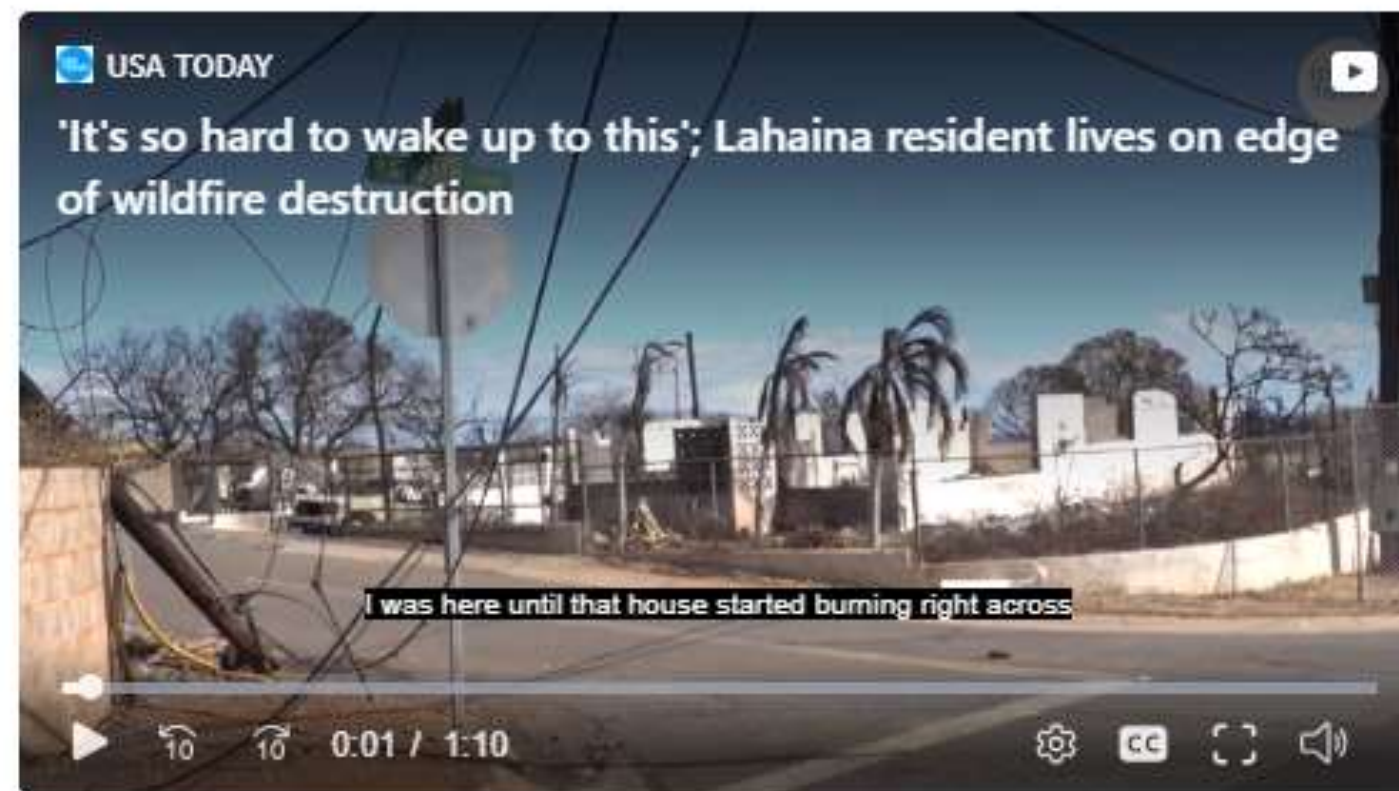 USA TODAY
'It's so hard to wake up to this'; Lahaina resident lives on edge
of wildfire destruction
I was here until that house started burning right across
10
10
0:01 / 1:10
CC